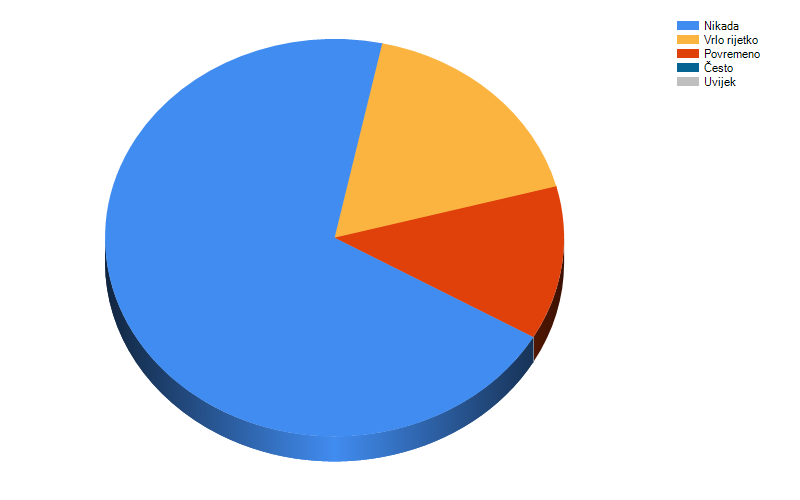 Nikada
Vrlo rijetko
Povremeno
Često
Uvijek